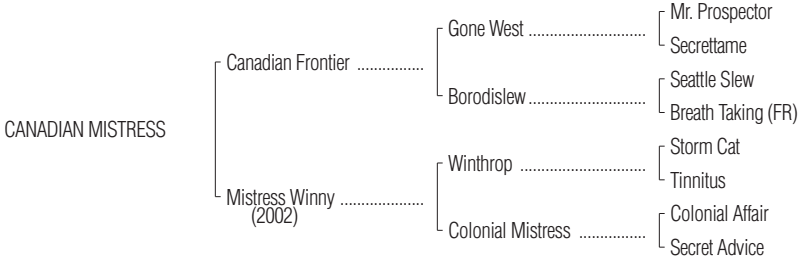 Mr. Prospector
Gone West ..............................
Secrettame
Canadian Frontier .................
Seattle Slew
Borodislew..............................
Breath Taking (FR)
CANADIAN MISTRESS
Storm Cat
Winthrop ................................
Tinnitus
Mistress Winny .....................
(2002)
Colonial Affair
Colonial Mistress .................
Secret Advice